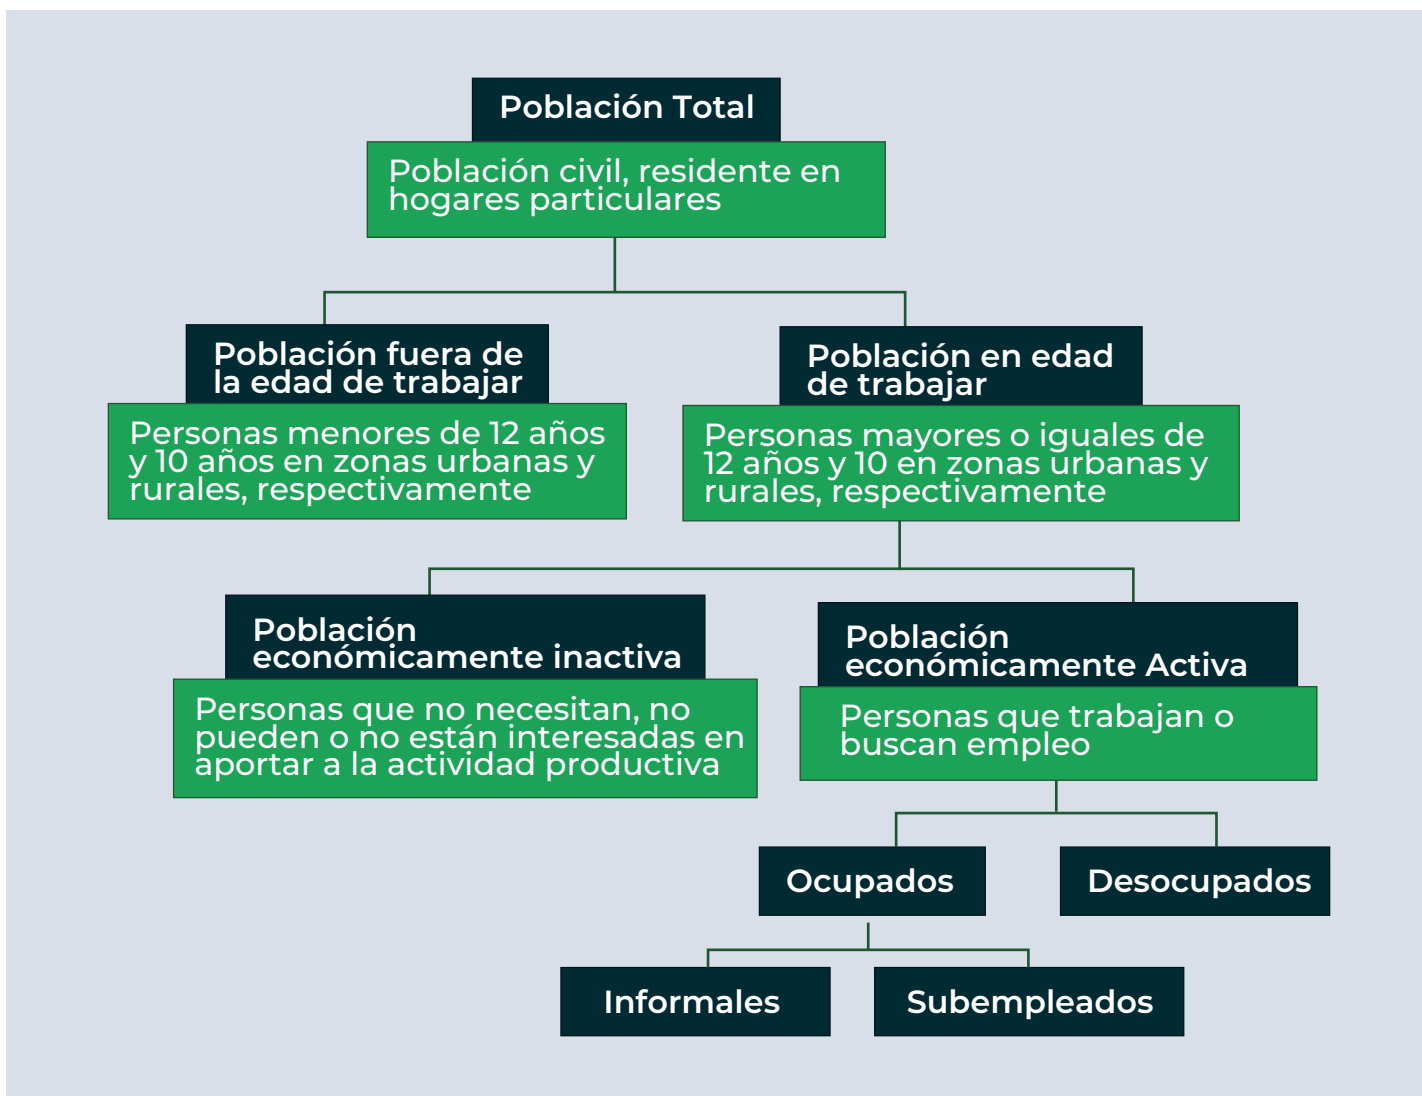 Población Total
Población civil, residente en
hogares particulares
Población fuera de
la edad de trabajar
Personas menores de 12 años
y 10 años en zonas urbanas y
rurales, respectivamente
Población en edad
de trabajar
Personas mayores o iguales de
12 años y 10 en zonas urbanas y
rurales, respectivamente
Población
económicamente inactiva
Personas que no necesitan, no
pueden o no están interesadas en
aportar a la actividad productiva
Población
económicamente Activa
Personas que trabajan o
buscan empleo
Ocupados
Desocupados
Informales
Subempleados